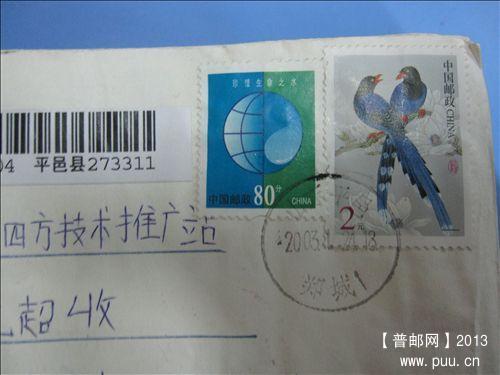 珍惜生命之水
中国邮政 80分 CHINA
中国邮政 CHINA
2元
04 平邑县273311
四方技术推广站
超收
郯城1
【普邮网】2013
www.puu.cn